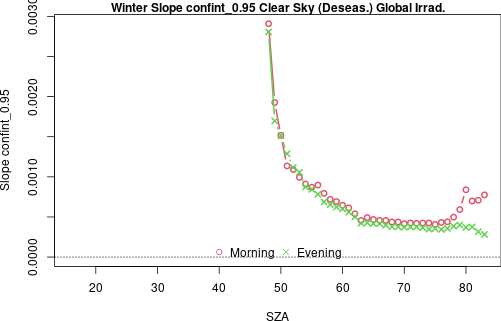 Winter Slope confint_0.95 Clear Sky (Deseas.) Global Irrad.
Slope confint_0.95
0.0000
0.0010
0.0020
0.0030
Morning
Evening
20
30
40
50
60
70
80
SZA